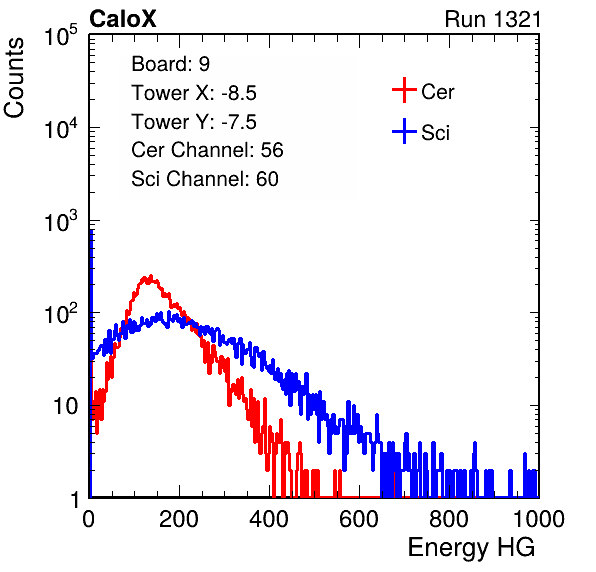 CaloX Run 1321
Counts
10^5
10^4
10^3
10^2
10
1
Board: 9
Tower X: -8.5
Tower Y: -7.5
Cer Channel: 56
Sci Channel: 60
Cer
Sci
0 200 400 600 800 1000
Energy HG